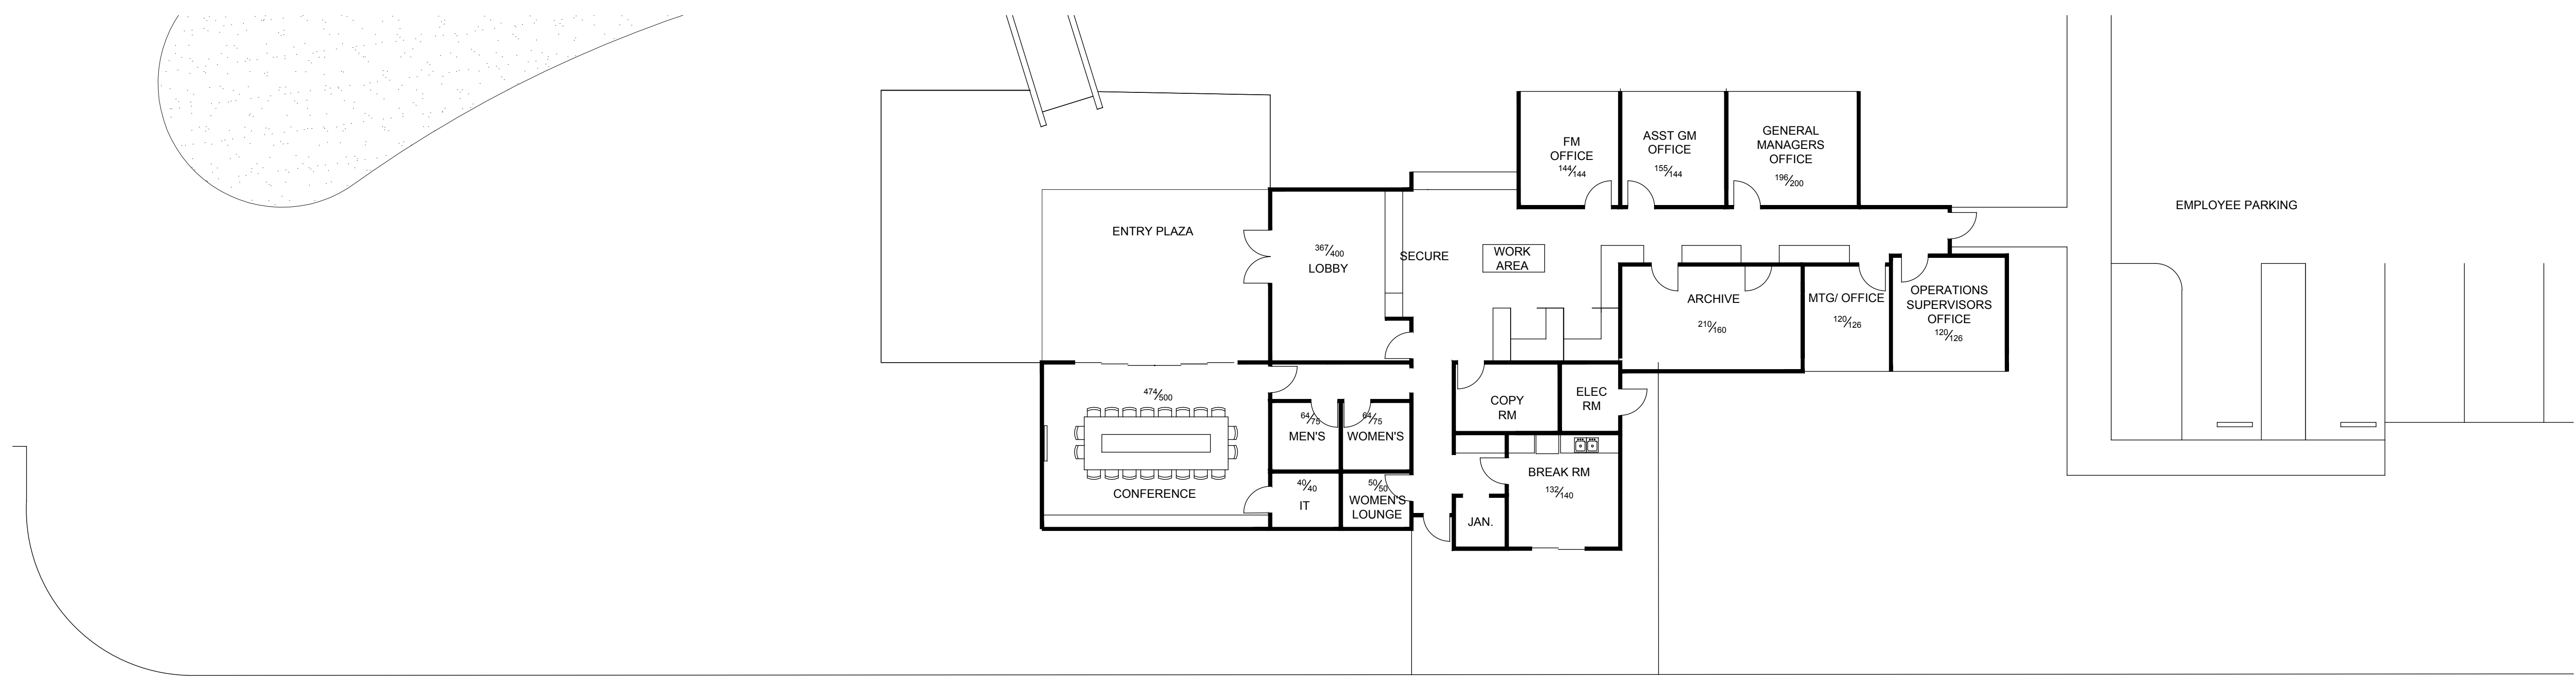 FM
OFFICE
144/144
ASST GM
OFFICE
155/144
GENERAL
MANAGERS
OFFICE
196/200
EMPLOYEE PARKING
ENTRY PLAZA
367/400
LOBBY
SECURE
WORK
AREA
ARCHIVE
210/160
MTG/ OFFICE
120/126
OPERATIONS
SUPERVISORS
OFFICE
120/126
474/500
CONFERENCE
64/75
MEN'S
64/75
WOMEN'S
COPY
RM
ELEC
RM
40/40
IT
50/50
WOMEN'S
LOUNGE
BREAK RM
132/140
JAN.